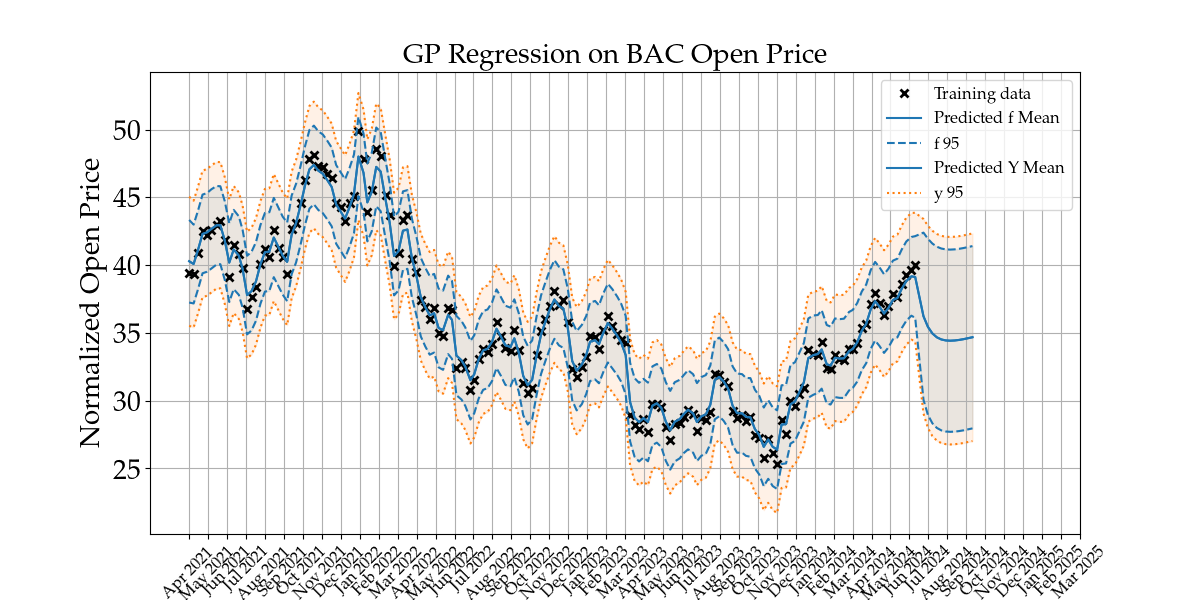 GP Regression on BAC Open Price
Normalized Open Price
50
45
40
35
30
25
Training data
Predicted f Mean
f 95
Predicted Y Mean
y 95
Apr 2021
May 2021
Jun 2021
Jul 2021
Aug 2021
Sep 2021
Oct 2021
Nov 2021
Dec 2021
Jan 2022
Feb 2022
Mar 2022
Apr 2022
May 2022
Jun 2022
Jul 2022
Aug 2022
Sep 2022
Oct 2022
Nov 2022
Dec 2022
Jan 2023
Feb 2023
Mar 2023
Apr 2023
May 2023
Jun 2023
Jul 2023
Aug 2023
Sep 2023
Oct 2023
Nov 2023
Dec 2023
Jan 2024
Feb 2024
Mar 2024
Apr 2024
May 2024
Jun 2024
Jul 2024
Aug 2024
Sep 2024
Oct 2024
Nov 2024
Dec 2024
Jan 2025
Feb 2025
Mar 2025